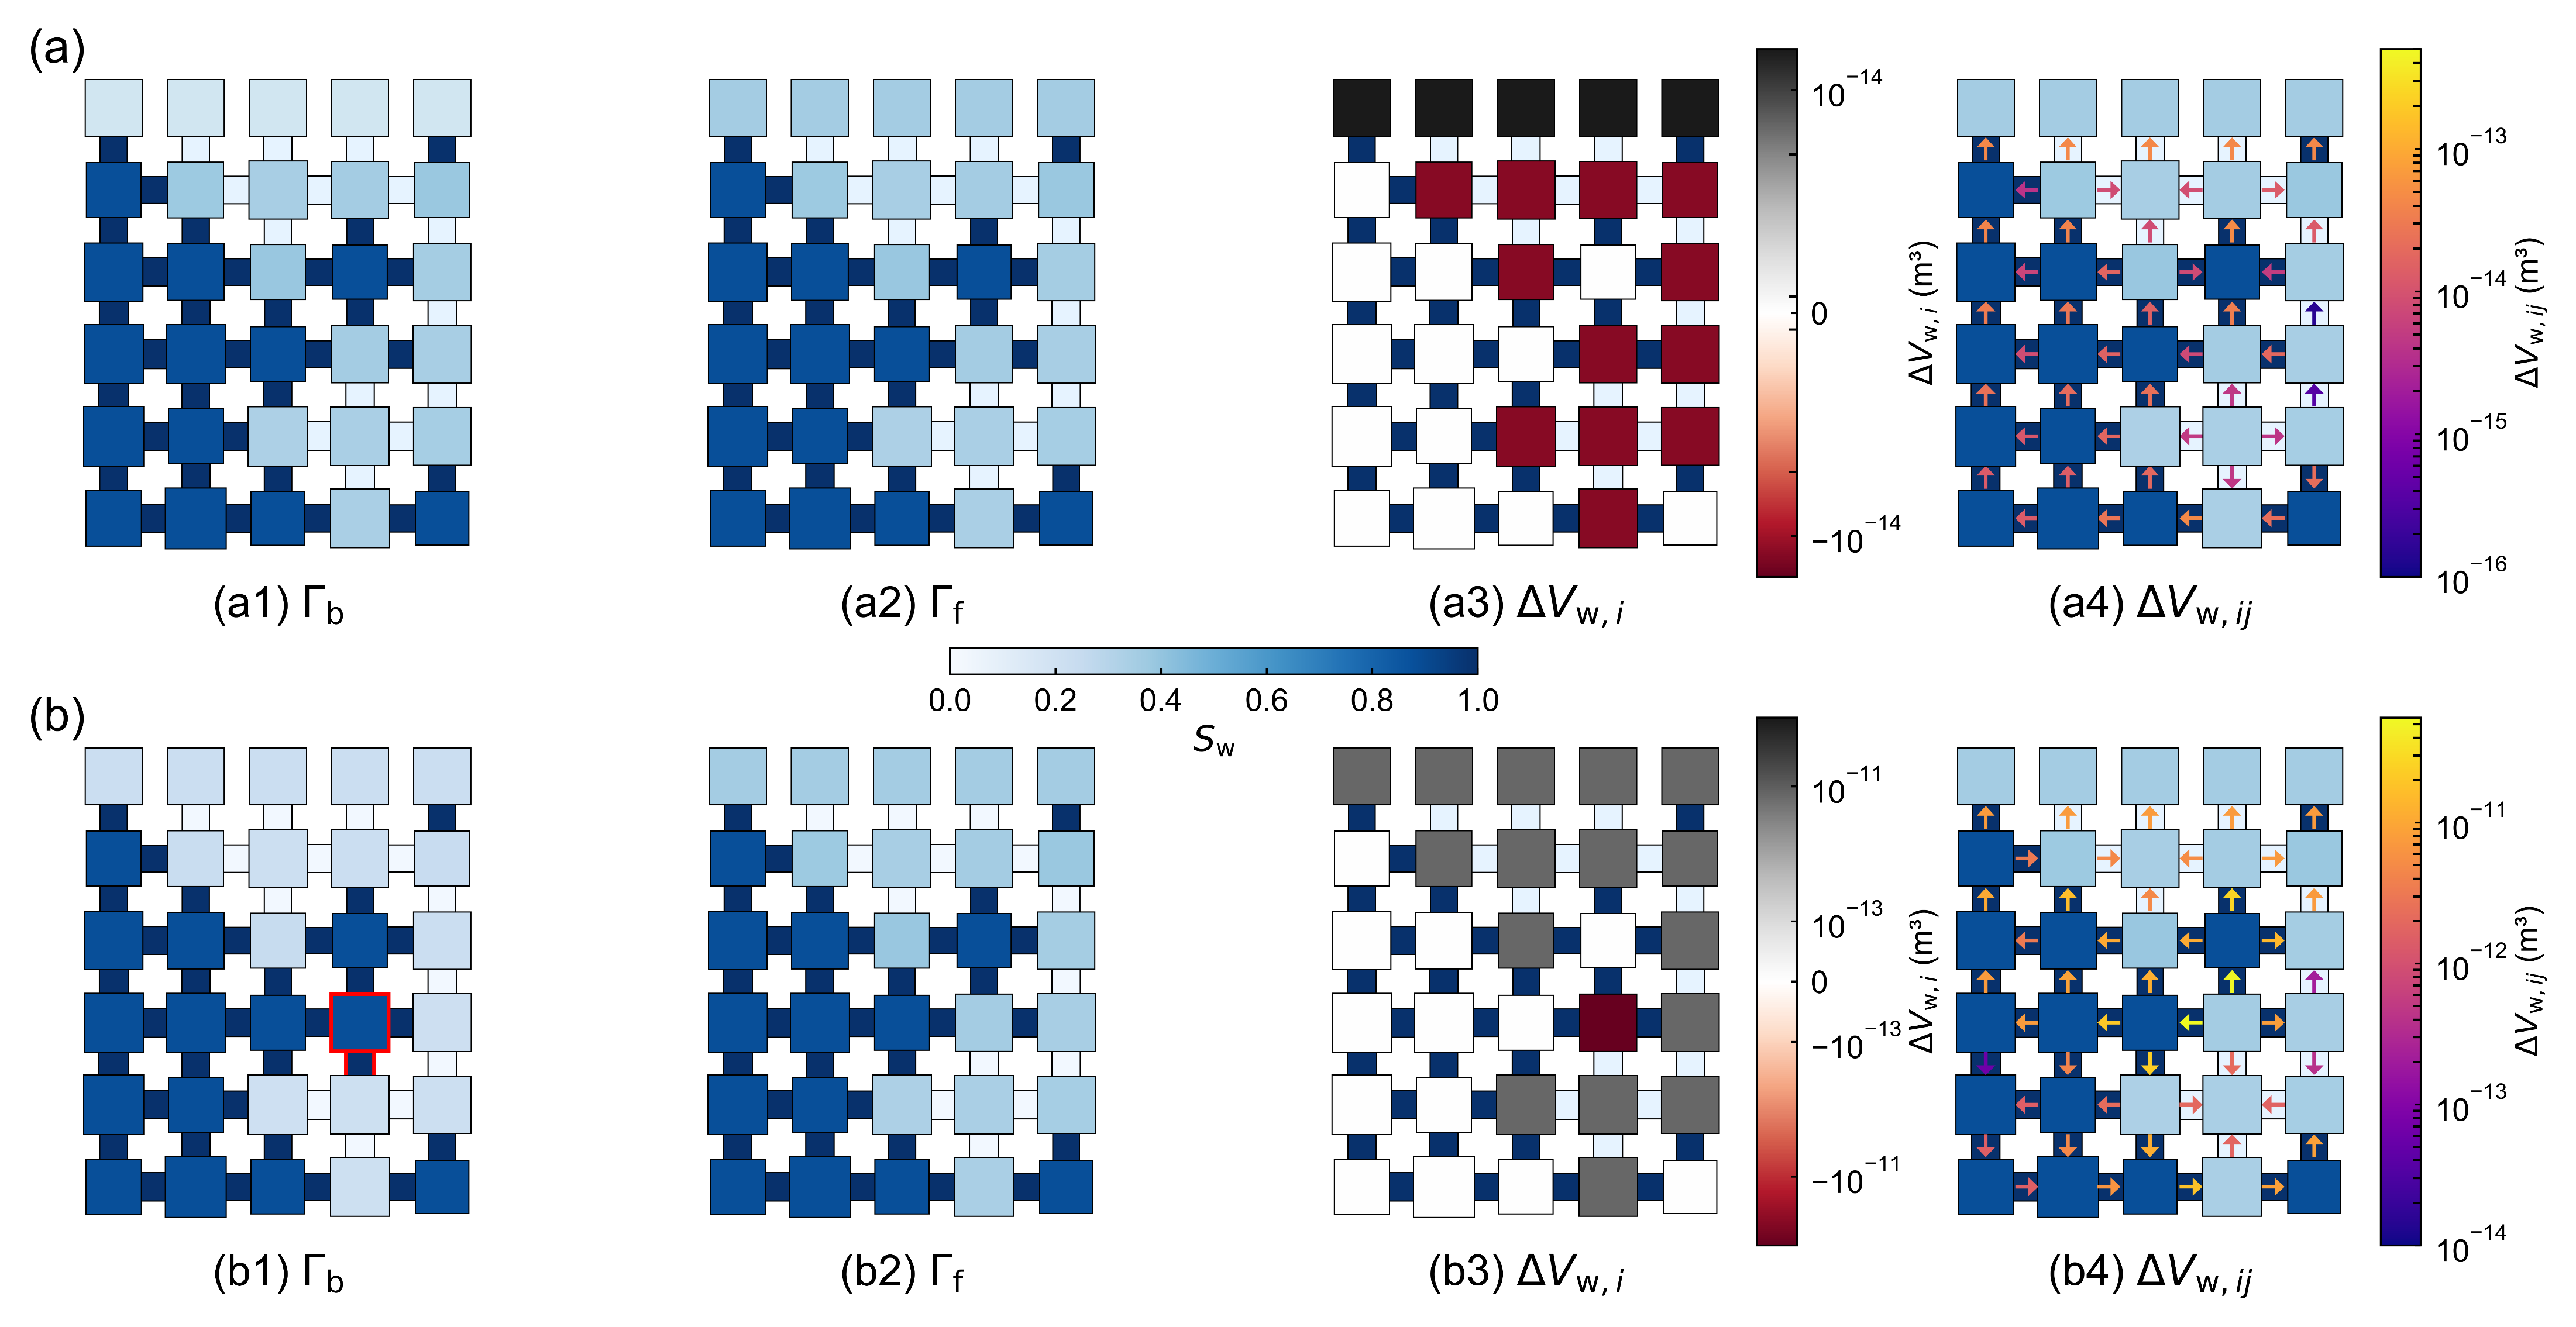 (a)
10⁻¹⁴
0
−10⁻¹⁴
ΔV_w, i (m³)
10⁻¹³
10⁻¹⁴
10⁻¹⁵
10⁻¹⁶
ΔV_w, ij (m³)
(a1) Γ_b
(a2) Γ_f
(a3) ΔV_w, i
(a4) ΔV_w, ij
0.0 0.2 0.4 0.6 0.8 1.0
S_w
(b)
10⁻¹¹
10⁻¹³
0
−10⁻¹³
−10⁻¹¹
ΔV_w, i (m³)
10⁻¹¹
10⁻¹²
10⁻¹³
10⁻¹⁴
ΔV_w, ij (m³)
(b1) Γ_b
(b2) Γ_f
(b3) ΔV_w, i
(b4) ΔV_w, ij